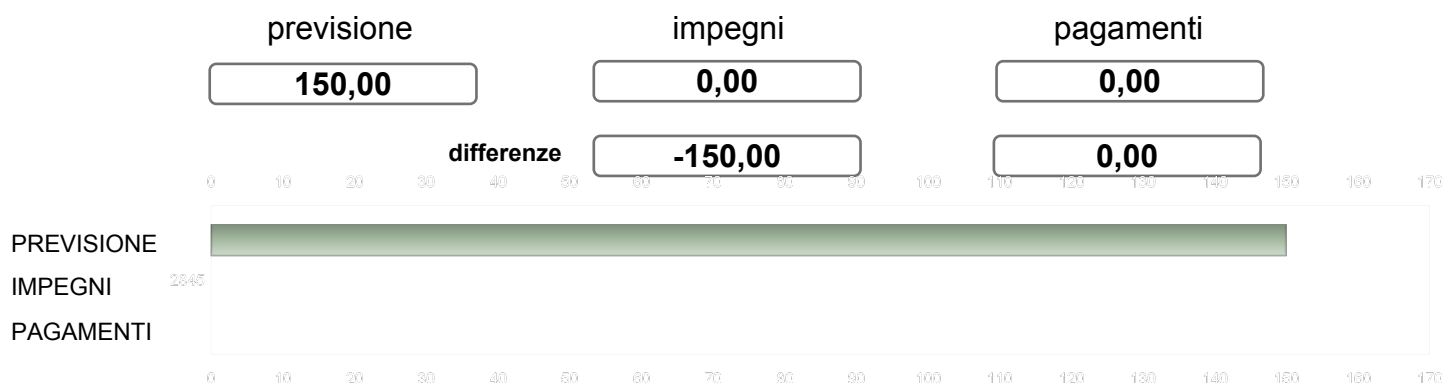 previsione impegni pagamenti
150,00 0,00 0,00
differenze -150,00 0,00
0 10 20 30 40 50 60 70 80 90 100 110 120 130 140 150 160 170
PREVISIONE
2845
IMPEGNI
PAGAMENTI
0 10 20 30 40 50 60 70 80 90 100 110 120 130 140 150 160 170